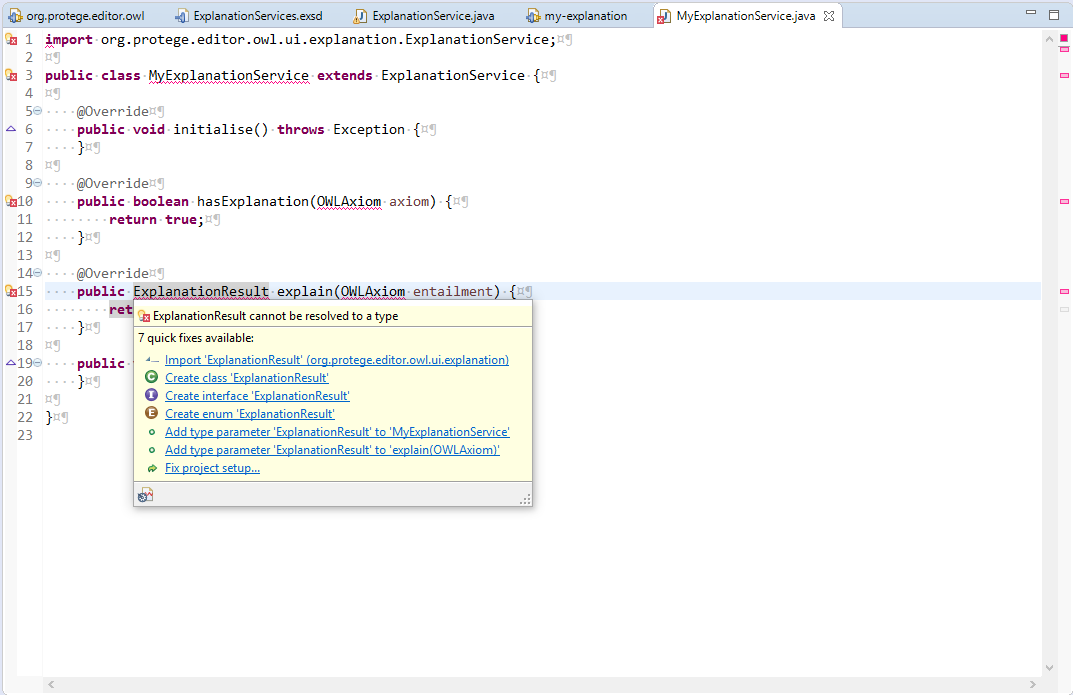 org.protege.editor.owl ExplanationServices.exsd ExplanationService.java my-explanation MyExplanationService.java
1 import org.protege.editor.owl.ui.explanation.ExplanationService;¤¶
2 ¤¶
3 public class MyExplanationService extends ExplanationService {¤¶
4 ¤¶
5 ····@Override¤¶
6 ····public void initialise() throws Exception {¤¶
7 ····}¤¶
8 ¤¶
9 ····@Override¤¶
10 ····public boolean hasExplanation(OWLAxiom axiom) {¤¶
11 ········return true;¤¶
12 ····}¤¶
13 ¤¶
14 ····@Override¤¶
15 ····public ExplanationResult explain(OWLAxiom entailment) {¤¶
16 ········ret
ExplanationResult cannot be resolved to a type
7 quick fixes available:
Import 'ExplanationResult' (org.protege.editor.owl.ui.explanation)
Create class 'ExplanationResult'
Create interface 'ExplanationResult'
Create enum 'ExplanationResult'
Add type parameter 'ExplanationResult' to 'MyExplanationService'
Add type parameter 'ExplanationResult' to 'explain(OWLAxiom)'
Fix project setup...
17 ····}¤¶
18 ¤¶
19 ····public
20 ····}¤¶
21 ¤¶
22 }¤¶
23